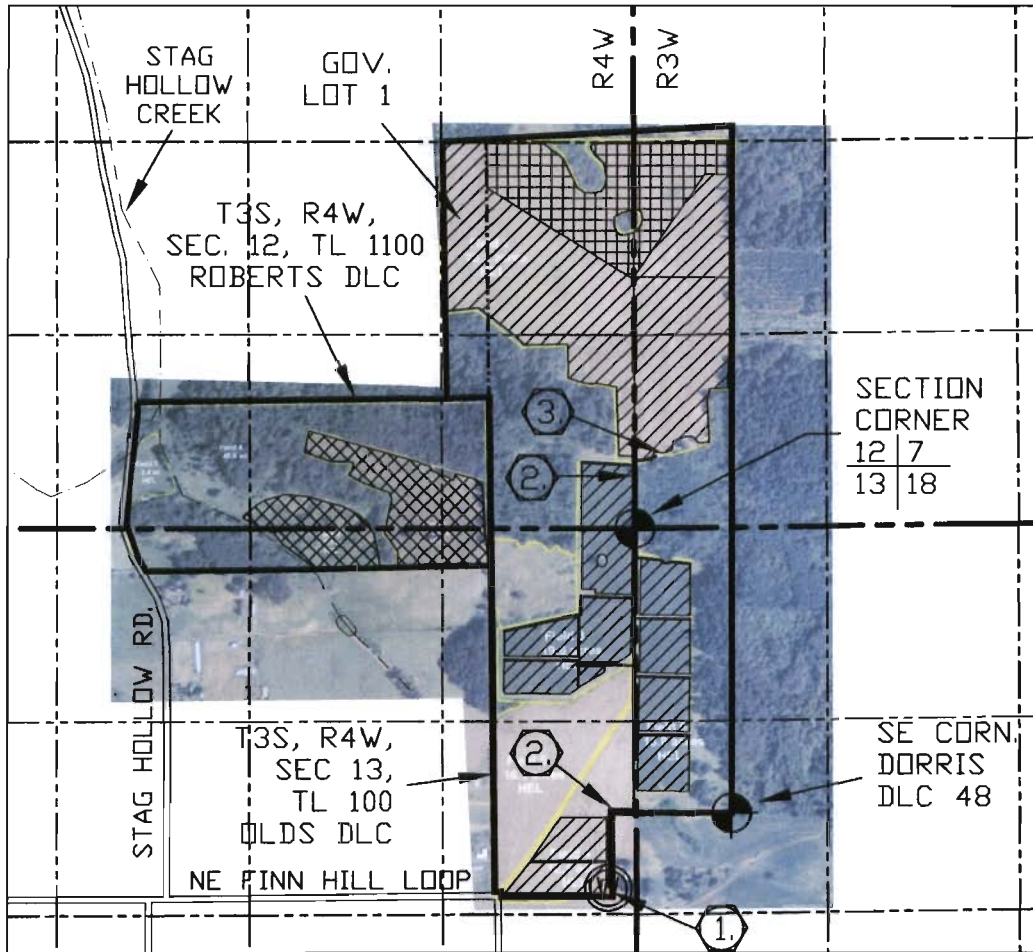 STAG
HOLLOW
CREEK
GOV.
LOT 1
R4W
R3W
T3S, R4W,
SEC. 12, TL 1100
ROBERTS DLC
3
2.
SECTION
CORNER
12 7
13 18
STAG HOLLOW RD.
T3S, R4W,
SEC 13,
TL 100
OLDS DLC
2.
HEL
SE CORN.
DORRIS
DLC 48
NE FINN HILL LOOP
W
1.